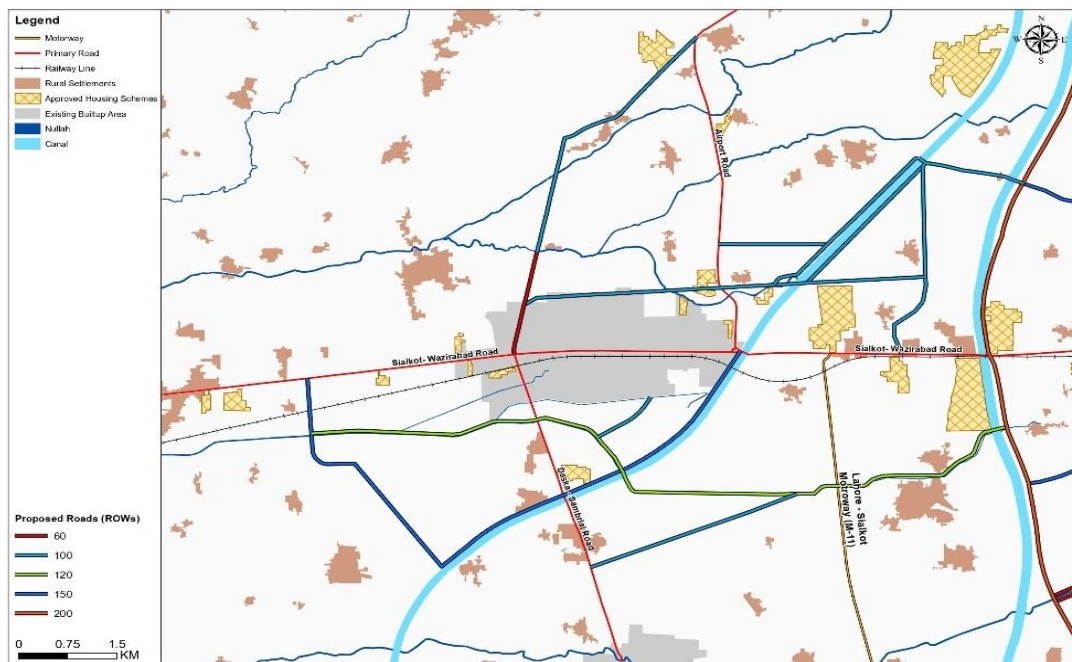 Legend
Motorway
Primary Road
Railway Line
Rural Settlements
Approved Housing Schemes
Existing Builtup Area
Nullah
Canal
N
W
E
S
Airport Road
Sialkot- Wazirabad Road
Sialkot- Wazirabad Road
Daska- Sambrial Road
Lahore - Sialkot
Motroway (M-11)
Proposed Roads (ROWs)
60
100
120
150
200
0 0.75 1.5
KM